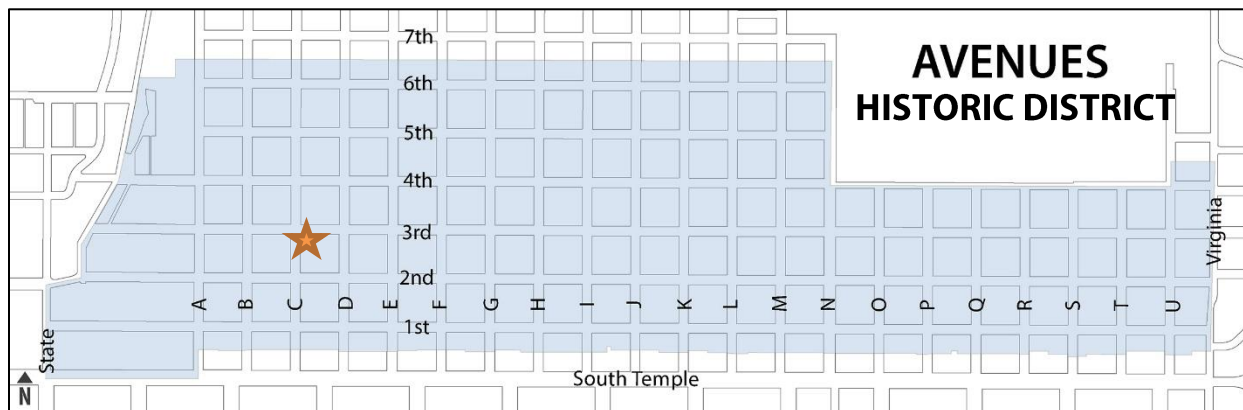 AVENUES
HISTORIC DISTRICT
7th
6th
5th
4th
3rd
2nd
1st
A B C D E F G H I J K L M N O P Q R S T U
State
Virginia
South Temple
N